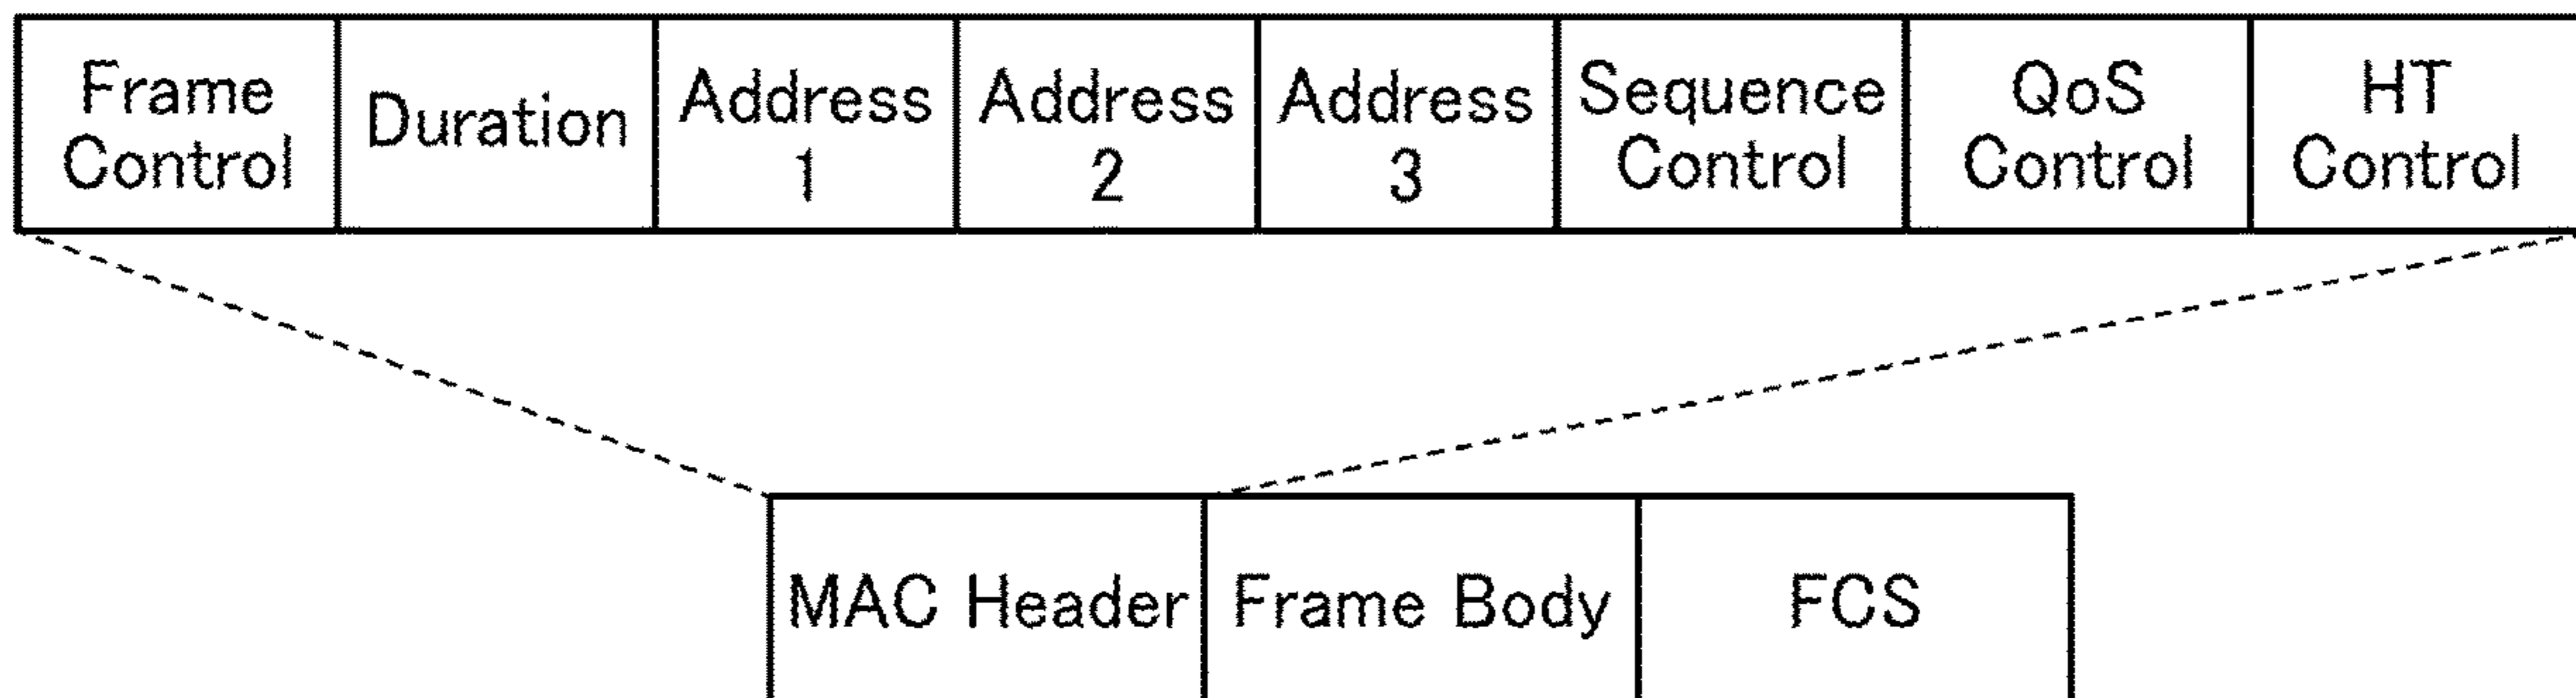 Frame
Control
Duration
Address
1
Address
2
Address
3
Sequence
Control
QoS
Control
HT
Control
MAC Header
Frame Body
FCS